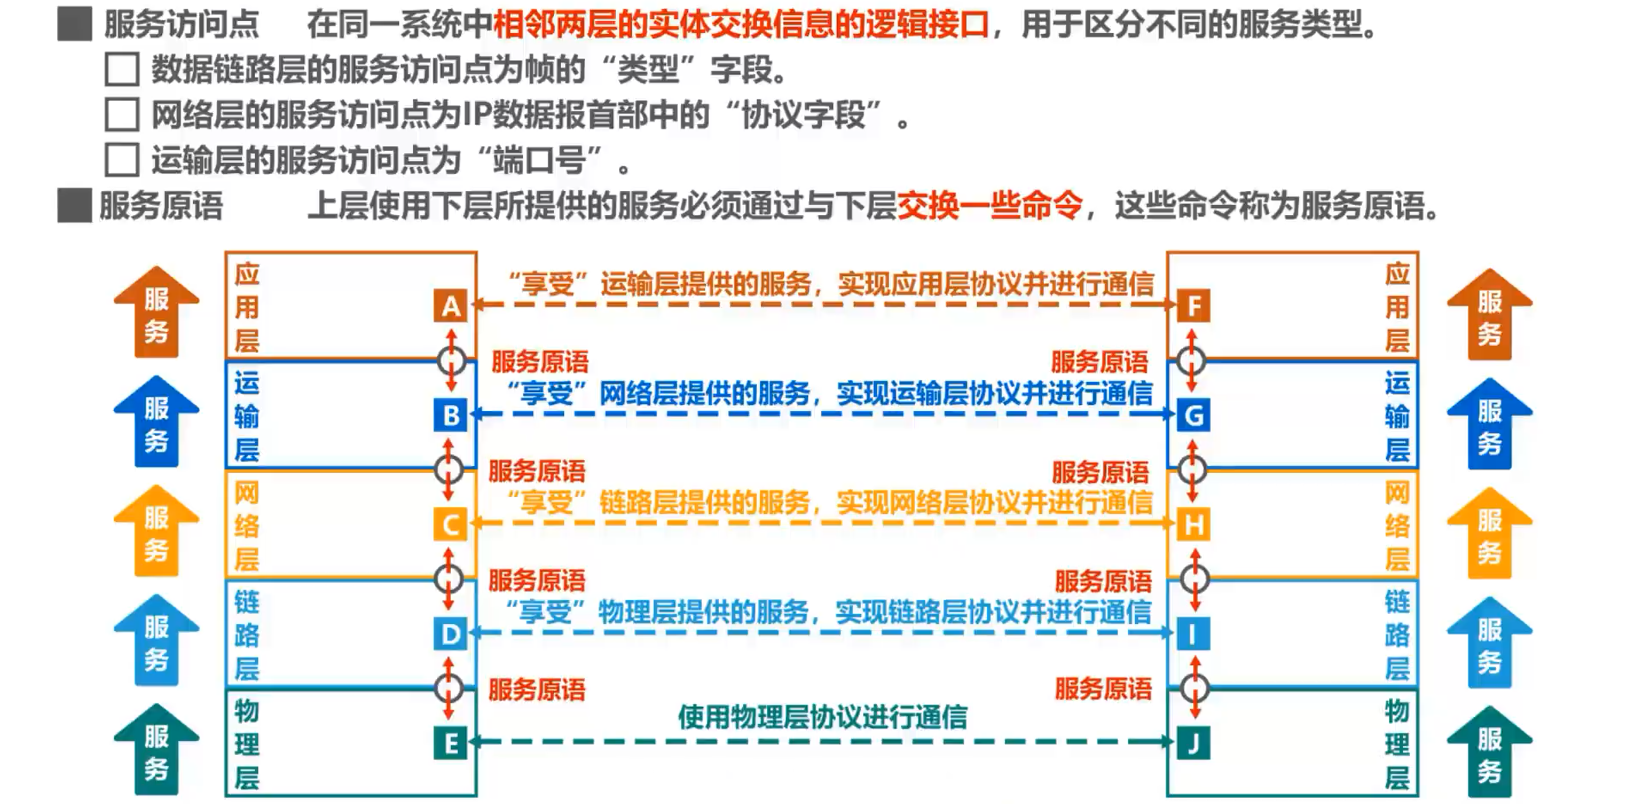 服务访问点 在同一系统中相邻两层的实体交换信息的逻辑接口，用于区分不同的服务类型。
数据链路层的服务访问点为帧的“类型”字段。
网络层的服务访问点为IP数据报首部中的“协议字段”。
运输层的服务访问点为“端口号”。
服务原语 上层使用下层所提供的服务必须通过与下层交换一些命令，这些命令称为服务原语。
服务 应用层 A “享受”运输层提供的服务，实现应用层协议并进行通信 F 应用层 服务
服务原语 服务原语
服务 运输层 B “享受”网络层提供的服务，实现运输层协议并进行通信 G 运输层 服务
服务原语 服务原语
服务 网络层 C “享受”链路层提供的服务，实现网络层协议并进行通信 H 网络层 服务
服务原语 服务原语
服务 链路层 D “享受”物理层提供的服务，实现链路层协议并进行通信 I 链路层 服务
服务原语 服务原语
服务 物理层 E 使用物理层协议进行通信 J 物理层 服务